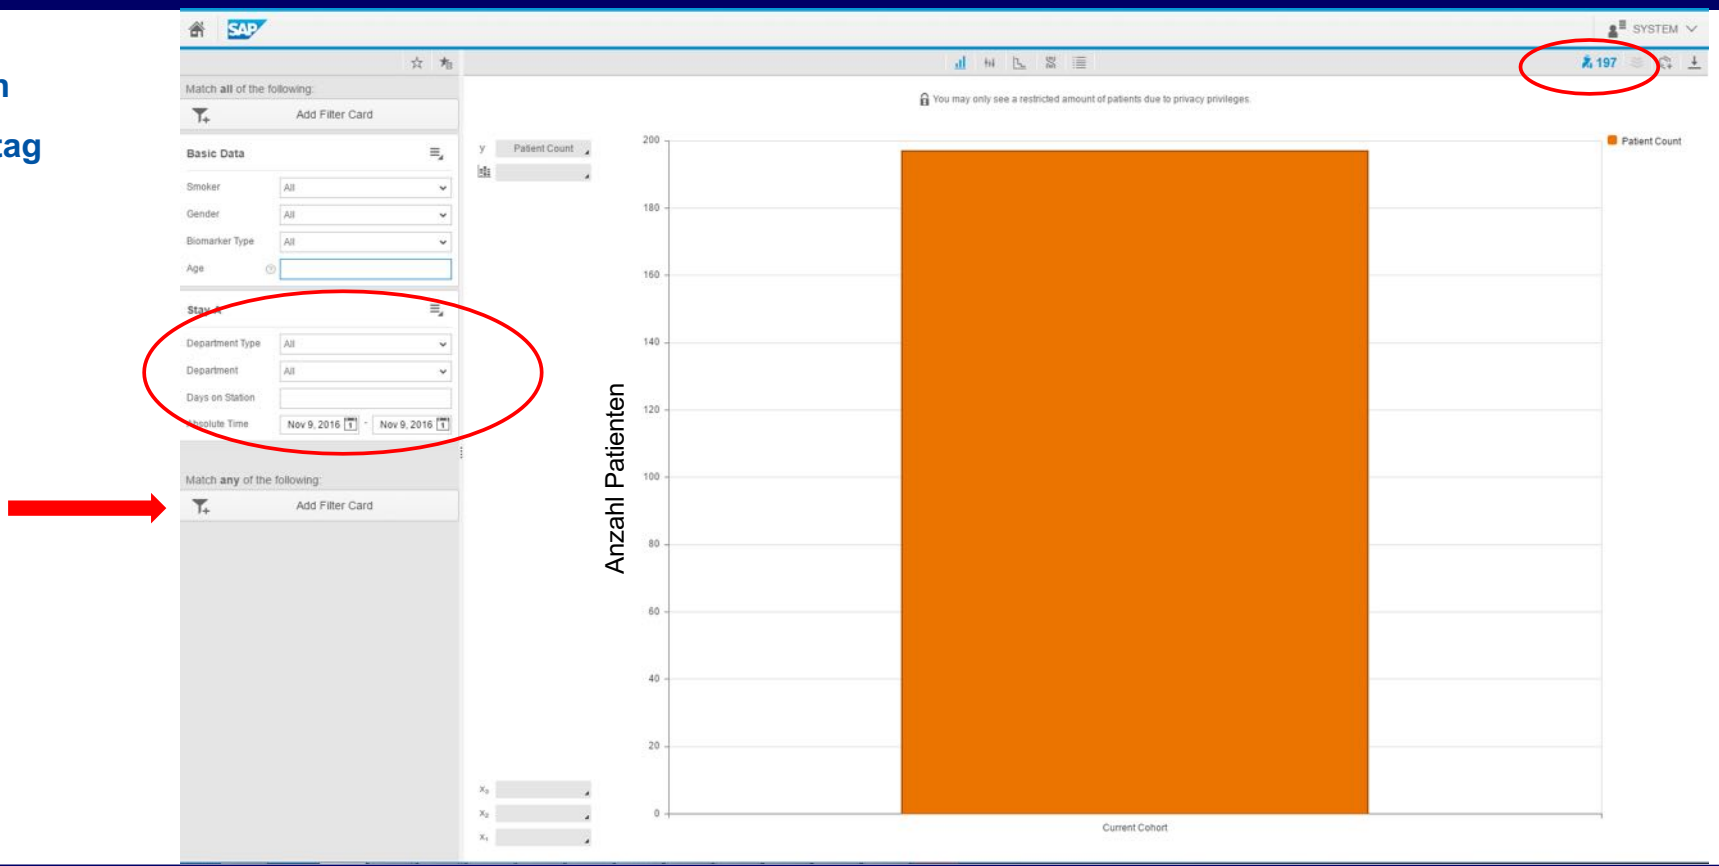 SAP
SYSTEM
197
Match all of the following:
Add Filter Card
Basic Data
Smoker All
Gender All
Biomarker Type All
Age
Stay A
Department Type All
Department All
Days on Station
Absolute Time Nov 9, 2016 - Nov 9, 2016
Match any of the following:
Add Filter Card
You may only see a restricted amount of patients due to privacy privileges.
y Patient Count
x₃
x₂
x₁
Anzahl Patienten
200
180
160
140
120
100
80
60
40
20
0
Current Cohort
Patient Count